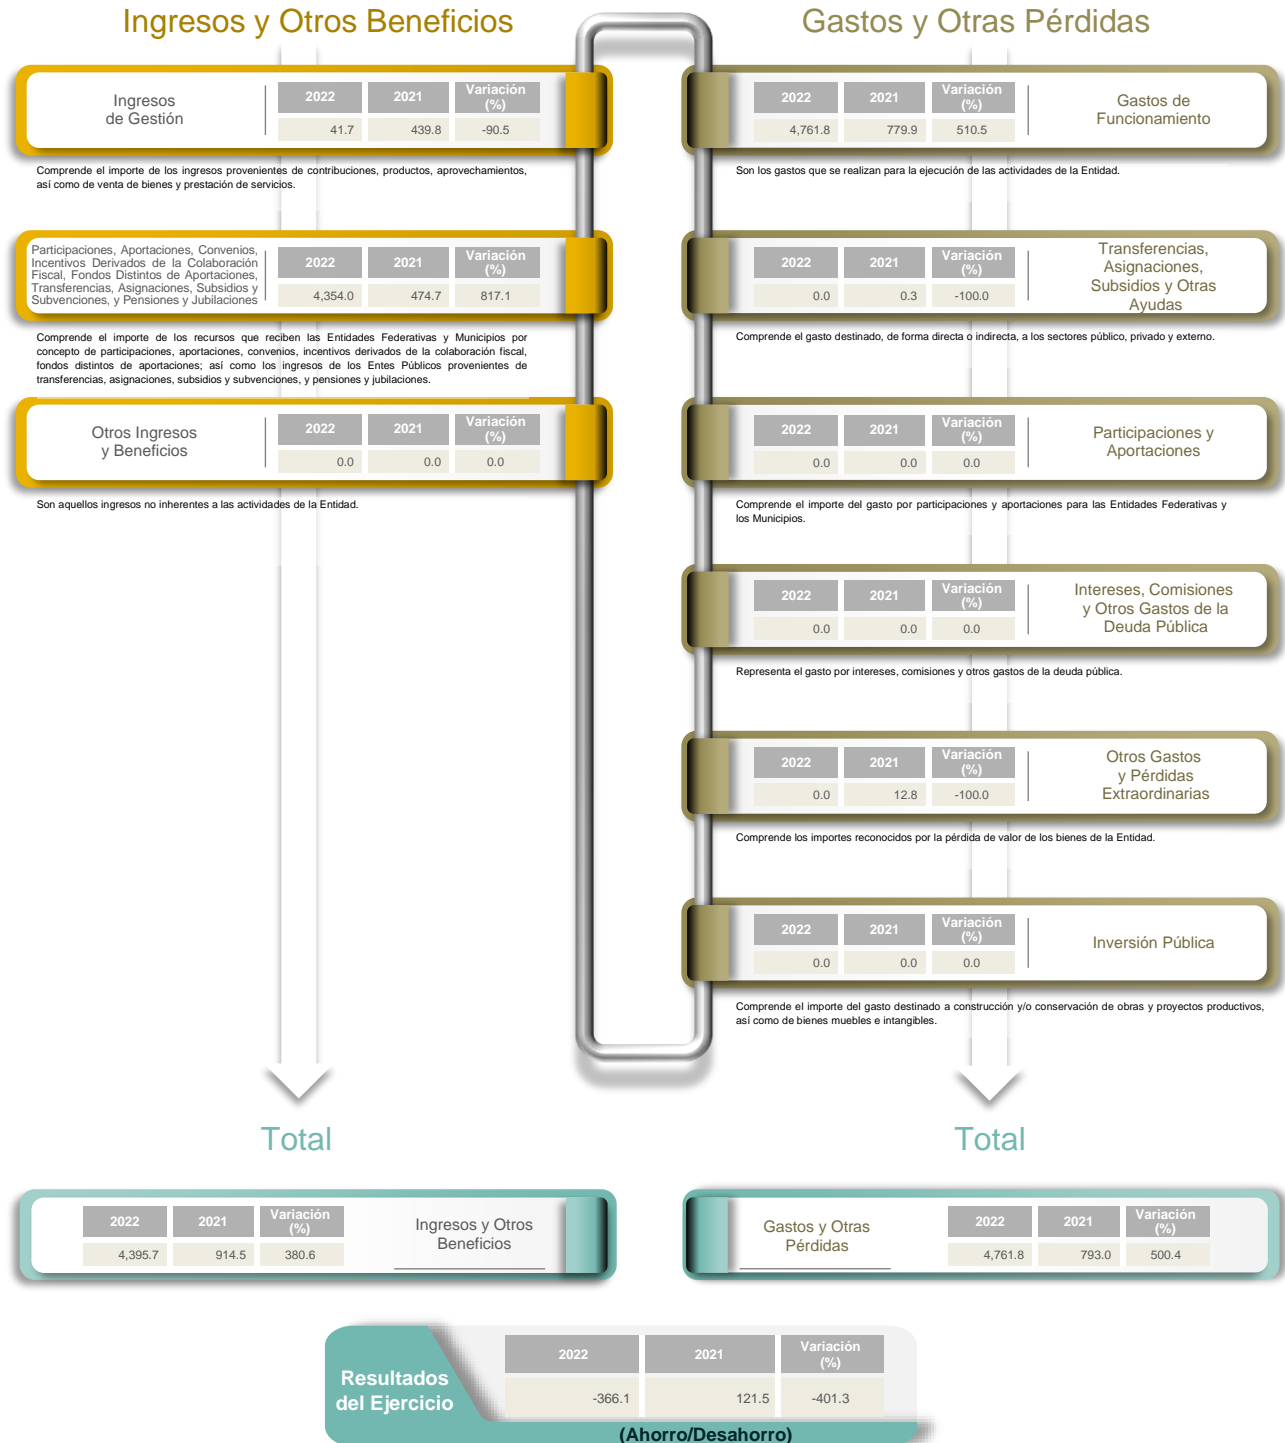 Ingresos y Otros Beneficios
Ingresos
de Gestión
2022 2021 Variación
(%)
41.7 439.8 -90.5
Comprende el importe de los ingresos provenientes de contribuciones, productos, aprovechamientos,
así como de venta de bienes y prestación de servicios.
Participaciones, Aportaciones, Convenios,
Incentivos Derivados de la Colaboración
Fiscal, Fondos Distintos de Aportaciones,
Transferencias, Asignaciones, Subsidios y
Subvenciones, y Pensiones y Jubilaciones
2022 2021 Variación
(%)
4,354.0 474.7 817.1
Comprende el importe de los recursos que reciben las Entidades Federativas y Municipios por
concepto de participaciones, aportaciones, convenios, incentivos derivados de la colaboración fiscal,
fondos distintos de aportaciones; así como los ingresos de los Entes Públicos provenientes de
transferencias, asignaciones, subsidios y subvenciones, y pensiones y jubilaciones.
Otros Ingresos
y Beneficios
2022 2021 Variación
(%)
0.0 0.0 0.0
Son aquellos ingresos no inherentes a las actividades de la Entidad.
Gastos y Otras Pérdidas
2022 2021 Variación
(%)
4,761.8 779.9 510.5
Gastos de
Funcionamiento
Son los gastos que se realizan para la ejecución de las actividades de la Entidad.
2022 2021 Variación
(%)
0.0 0.3 -100.0
Transferencias,
Asignaciones,
Subsidios y Otras
Ayudas
Comprende el gasto destinado, de forma directa o indirecta, a los sectores público, privado y externo.
2022 2021 Variación
(%)
0.0 0.0 0.0
Participaciones y
Aportaciones
Comprende el importe del gasto por participaciones y aportaciones para las Entidades Federativas y
los Municipios.
2022 2021 Variación
(%)
0.0 0.0 0.0
Intereses, Comisiones
y Otros Gastos de la
Deuda Pública
Representa el gasto por intereses, comisiones y otros gastos de la deuda pública.
2022 2021 Variación
(%)
0.0 12.8 -100.0
Otros Gastos
y Pérdidas
Extraordinarias
Comprende los importes reconocidos por la pérdida de valor de los bienes de la Entidad.
2022 2021 Variación
(%)
0.0 0.0 0.0
Inversión Pública
Comprende el importe del gasto destinado a construcción y/o conservación de obras y proyectos productivos,
así como de bienes muebles e intangibles.
Total
2022 2021 Variación
(%)
4,395.7 914.5 380.6
Ingresos y Otros
Beneficios
Total
Gastos y Otras
Pérdidas
2022 2021 Variación
(%)
4,761.8 793.0 500.4
Resultados
del Ejercicio
2022 2021 Variación
(%)
-366.1 121.5 -401.3
(Ahorro/Desahorro)